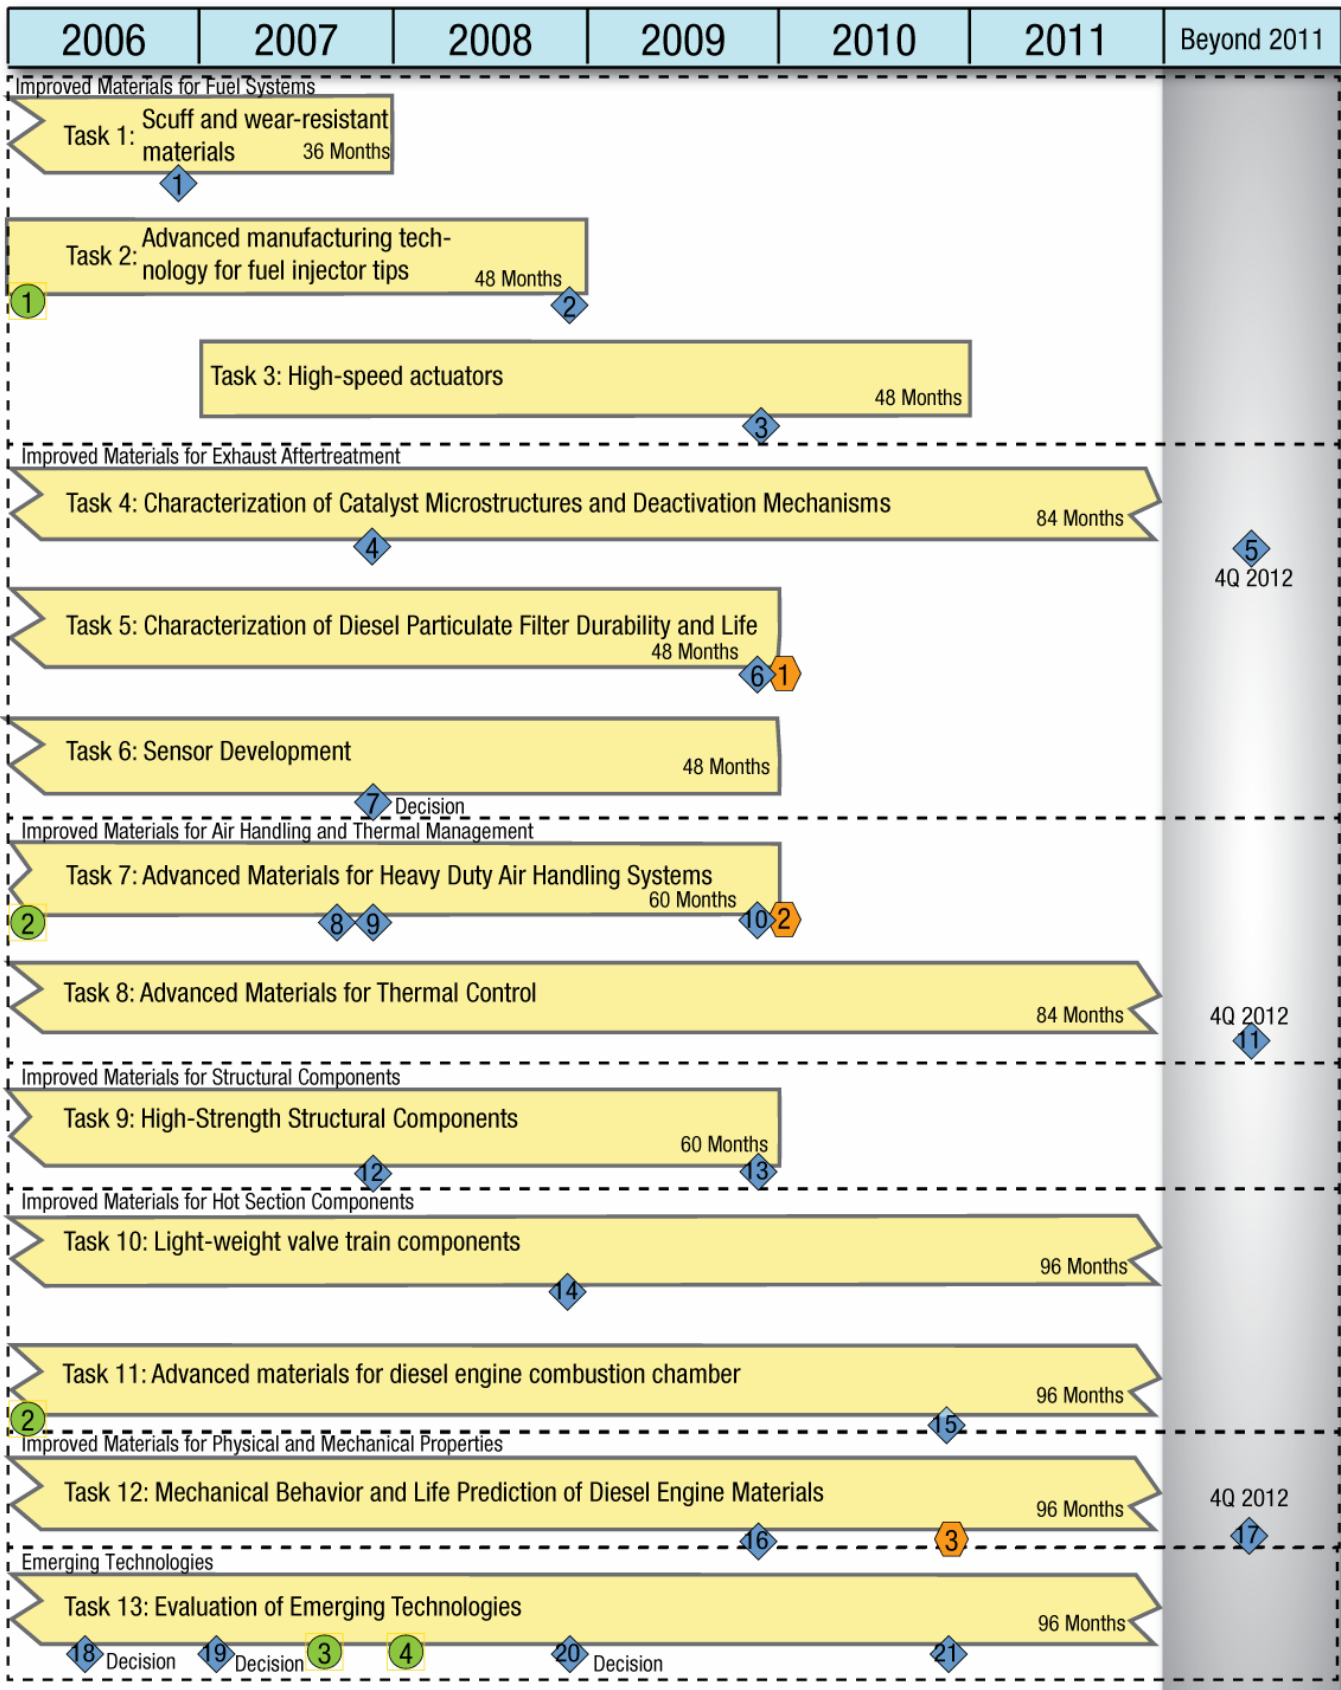 2006 2007 2008 2009 2010 2011 Beyond 2011
Improved Materials for Fuel Systems
Task 1: Scuff and wear-resistant
materials 36 Months
1
Task 2: Advanced manufacturing tech-
nology for fuel injector tips 48 Months
1 2
Task 3: High-speed actuators
48 Months
3
Improved Materials for Exhaust Aftertreatment
Task 4: Characterization of Catalyst Microstructures and Deactivation Mechanisms
84 Months
4 5
4Q 2012
Task 5: Characterization of Diesel Particulate Filter Durability and Life
48 Months
6 1
Task 6: Sensor Development
48 Months
7 Decision
Improved Materials for Air Handling and Thermal Management
Task 7: Advanced Materials for Heavy Duty Air Handling Systems
60 Months
2 8 9 10 2
Task 8: Advanced Materials for Thermal Control
84 Months 4Q 2012
11
Improved Materials for Structural Components
Task 9: High-Strength Structural Components
60 Months
12 13
Improved Materials for Hot Section Components
Task 10: Light-weight valve train components
96 Months
14
Task 11: Advanced materials for diesel engine combustion chamber
96 Months
2 15
Improved Materials for Physical and Mechanical Properties
Task 12: Mechanical Behavior and Life Prediction of Diesel Engine Materials 4Q 2012
96 Months
16 3 17
Emerging Technologies
Task 13: Evaluation of Emerging Technologies
96 Months
18 Decision 19 Decision 3 4 20 Decision 21